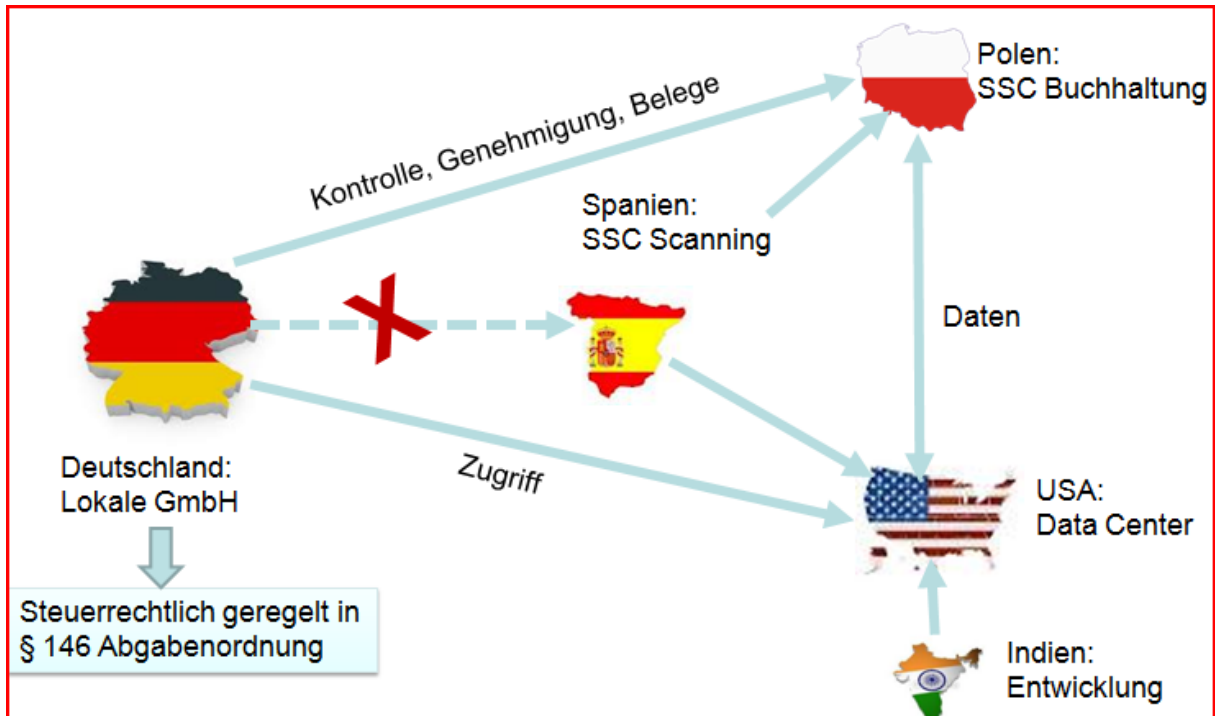 Polen:
SSC Buchhaltung
Kontrolle, Genehmigung, Belege
Spanien:
SSC Scanning
Daten
Deutschland:
Lokale GmbH
Zugriff
USA:
Data Center
Steuerrechtlich geregelt in
§ 146 Abgabenordnung
Indien:
Entwicklung